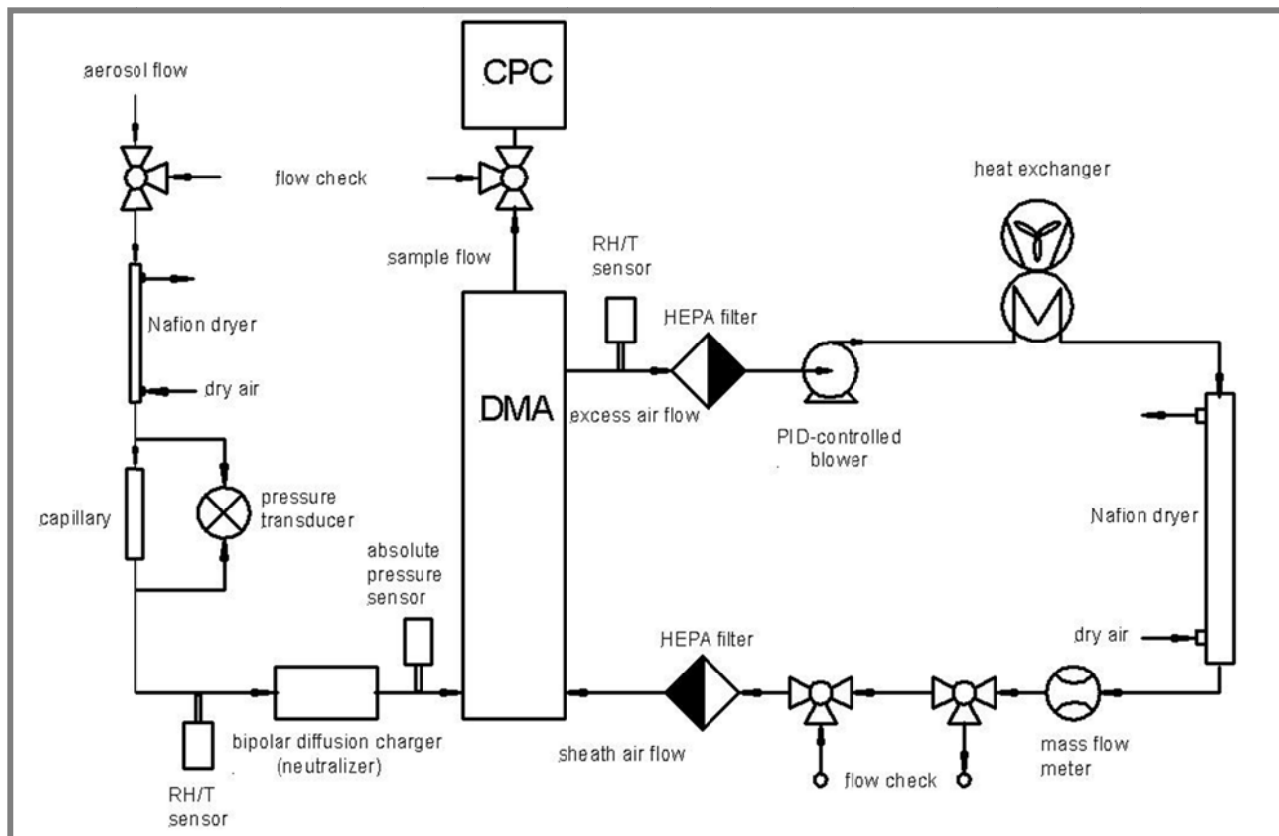 aerosol flow
CPC
flow check
heat exchanger
sample flow
RH/T
sensor
HEPA filter
Nafion dryer
dry air
DMA
excess air flow
PID-controlled
blower
capillary
pressure
transducer
Nafion dryer
absolute
pressure
sensor
HEPA filter
dry air
bipolar diffusion charger
(neutralizer)
sheath air flow
mass flow
meter
flow check
RH/T
sensor